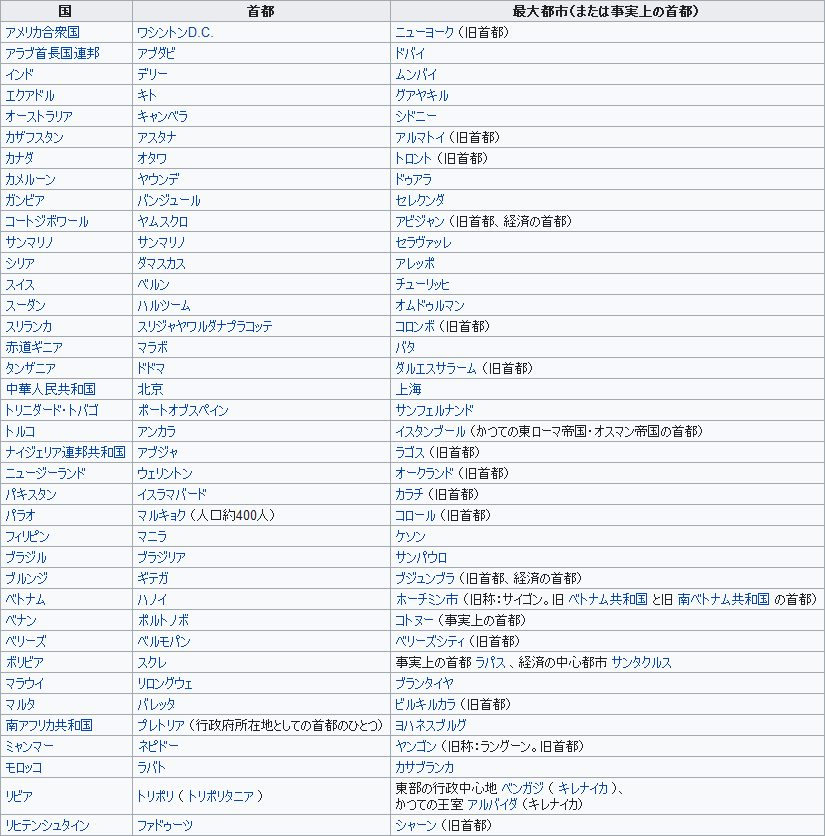 国 首都 最大都市（または事実上の首都）
アメリカ合衆国 ワシントンD.C. ニューヨーク（旧首都）
アラブ首長国連邦 アブダビ ドバイ
インド デリー ムンバイ
エクアドル キト グアヤキル
オーストラリア キャンベラ シドニー
カザフスタン アスタナ アルマトイ（旧首都）
カナダ オタワ トロント（旧首都）
カメルーン ヤウンデ ドゥアラ
ガンビア バンジュール セレクンダ
コートジボワール ヤムスクロ アビジャン（旧首都、経済の首都）
サンマリノ サンマリノ セラヴァッレ
シリア ダマスカス アレッポ
スイス ベルン チューリッヒ
スーダン ハルツーム オムドゥルマン
スリランカ スリジャヤワルダナプラコッテ コロンボ（旧首都）
赤道ギニア マラボ バタ
タンザニア ドドマ ダルエスサラーム（旧首都）
中華人民共和国 北京 上海
トリニダード・トバゴ ポートオブスペイン サンフェルナンド
トルコ アンカラ イスタンブール（かつての東ローマ帝国・オスマン帝国の首都）
ナイジェリア連邦共和国 アブジャ ラゴス（旧首都）
ニュージーランド ウェリントン オークランド（旧首都）
パキスタン イスラマバード カラチ（旧首都）
パラオ マルキョク（人口約400人） コロール（旧首都）
フィリピン マニラ ケソン
ブラジル ブラジリア サンパウロ
ブルンジ ギテガ ブジュンブラ（旧首都、経済の首都）
ベトナム ハノイ ホーチミン市（旧称：サイゴン。旧 ベトナム共和国 と旧 南ベトナム共和国 の首都）
ベナン ポルトノボ コトヌー（事実上の首都）
ベリーズ ベルモパン ベリーズシティ（旧首都）
ボリビア スクレ 事実上の首都 ラパス 、経済の中心都市 サンタクルス
マラウイ リロングウェ ブランタイヤ
マルタ バレッタ ビルキルカラ（旧首都）
南アフリカ共和国 プレトリア（行政府所在地としての首都のひとつ） ヨハネスブルグ
ミャンマー ネピドー ヤンゴン（旧称：ラングーン。旧首都）
モロッコ ラバト カサブランカ
リビア トリポリ（ トリポリタニア ） 東部の行政中心地 ベンガジ（ キレナイカ ）、
かつての王室 アルバイダ（キレナイカ）
リヒテンシュタイン ファドゥーツ シャーン（旧首都）